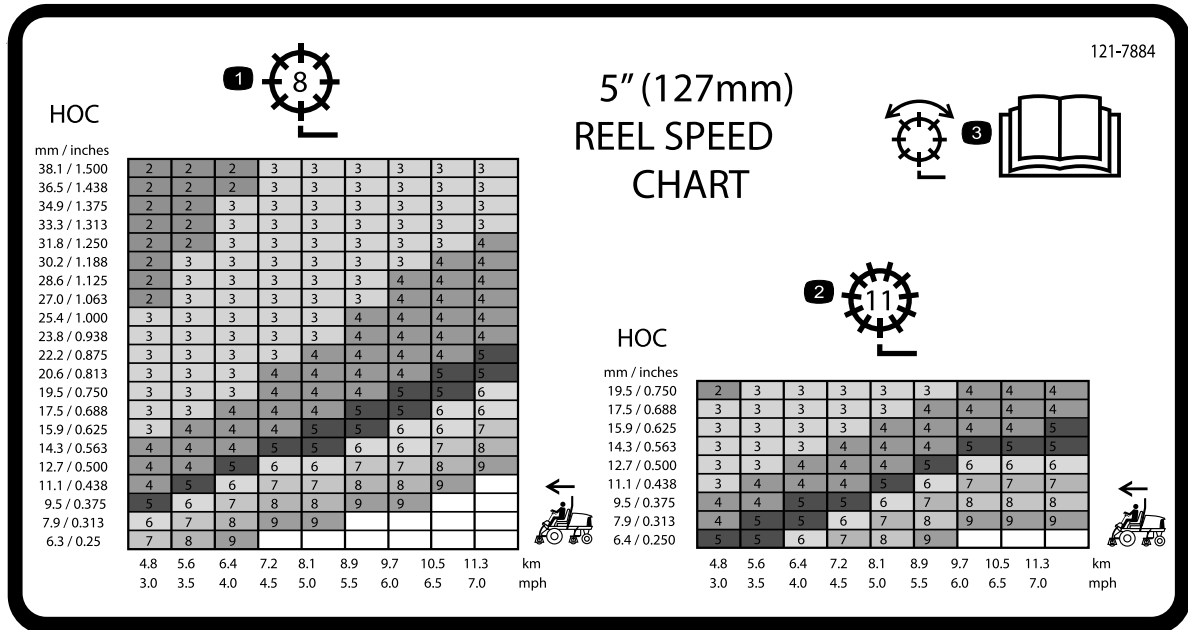 121-7884
1
8
5" (127mm)
REEL SPEED
CHART
3
HOC
mm / inches
38.1 / 1.500 2 2 2 3 3 3 3 3 3
36.5 / 1.438 2 2 2 3 3 3 3 3 3
34.9 / 1.375 2 2 3 3 3 3 3 3 3
33.3 / 1.313 2 2 3 3 3 3 3 3 3
31.8 / 1.250 2 2 3 3 3 3 3 3 4
30.2 / 1.188 2 3 3 3 3 3 3 4 4
28.6 / 1.125 2 3 3 3 3 3 4 4 4
27.0 / 1.063 2 3 3 3 3 3 4 4 4
25.4 / 1.000 3 3 3 3 3 4 4 4 4
23.8 / 0.938 3 3 3 3 3 4 4 4 4
22.2 / 0.875 3 3 3 3 4 4 4 4 5
20.6 / 0.813 3 3 3 4 4 4 4 5 5
19.5 / 0.750 3 3 3 4 4 4 5 5 6
17.5 / 0.688 3 3 4 4 4 5 5 6 6
15.9 / 0.625 3 4 4 4 5 5 6 6 7
14.3 / 0.563 4 4 4 5 5 6 6 7 8
12.7 / 0.500 4 4 5 6 6 7 7 8 9
11.1 / 0.438 4 5 6 7 7 8 8 9
9.5 / 0.375 5 6 7 8 8 9 9
7.9 / 0.313 6 7 8 9 9
6.3 / 0.25 7 8 9
4.8 5.6 6.4 7.2 8.1 8.9 9.7 10.5 11.3 km
3.0 3.5 4.0 4.5 5.0 5.5 6.0 6.5 7.0 mph
2
11
HOC
mm / inches
19.5 / 0.750 2 3 3 3 3 3 4 4 4
17.5 / 0.688 3 3 3 3 3 4 4 4 4
15.9 / 0.625 3 3 3 3 4 4 4 4 5
14.3 / 0.563 3 3 3 4 4 4 5 5 5
12.7 / 0.500 3 3 4 4 4 5 6 6 6
11.1 / 0.438 3 4 4 4 5 6 7 7 7
9.5 / 0.375 4 4 5 5 6 7 8 8 8
7.9 / 0.313 4 5 5 6 7 8 9 9 9
6.4 / 0.250 5 5 6 7 8 9
4.8 5.6 6.4 7.2 8.1 8.9 9.7 10.5 11.3 km
3.0 3.5 4.0 4.5 5.0 5.5 6.0 6.5 7.0 mph